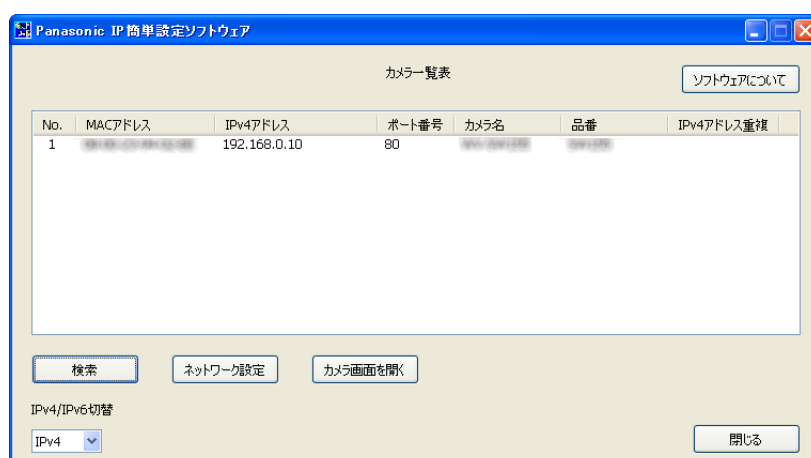 Panasonic IP簡単設定ソフトウェア
カメラ一覧表
ソフトウェアについて
No. MACアドレス IPv4アドレス ポート番号 カメラ名 品番 IPv4アドレス重複
1 192.168.0.10 80
検索 ネットワーク設定 カメラ画面を開く
IPv4/IPv6切替
IPv4
閉じる